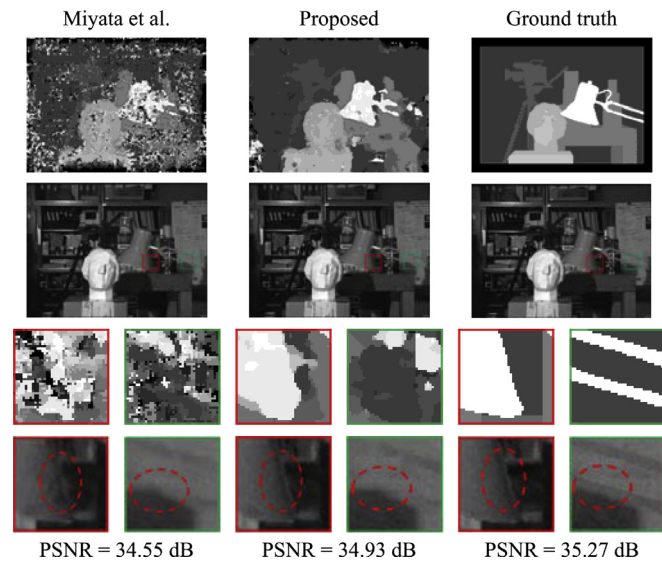 Miyata et al. Proposed Ground truth
PSNR = 34.55 dB PSNR = 34.93 dB PSNR = 35.27 dB